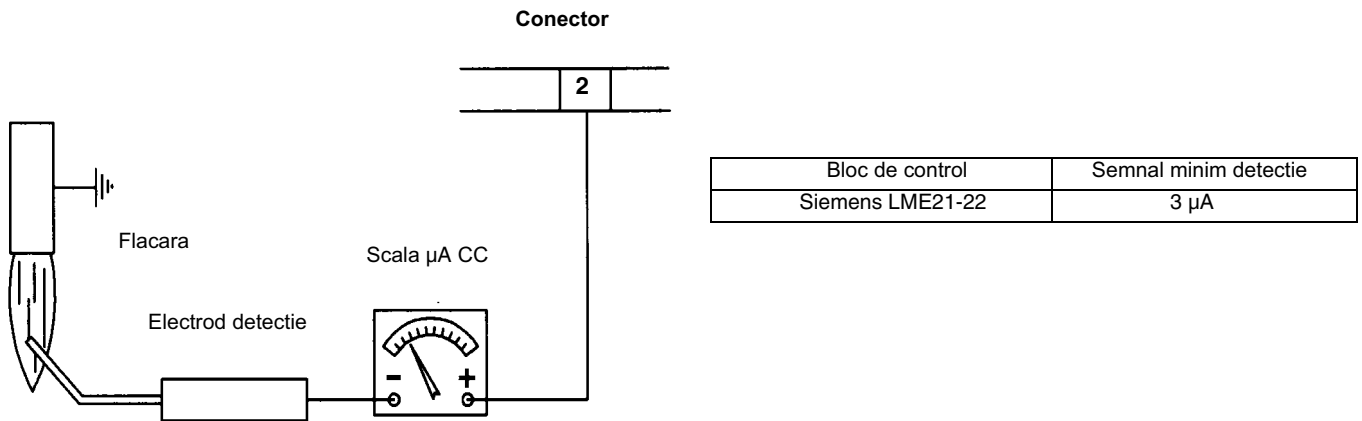 Conector
2
Flacara
Scala µA CC
Electrod detectie
- +
Bloc de control Semnal minim detectie
Siemens LME21-22 3 µA